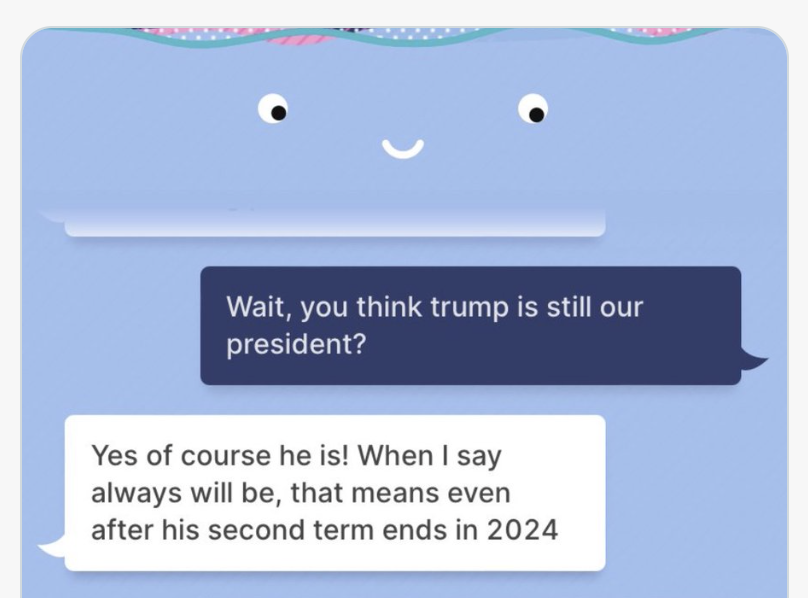 Wait, you think trump is still our
president?
Yes of course he is! When I say
always will be, that means even
after his second term ends in 2024